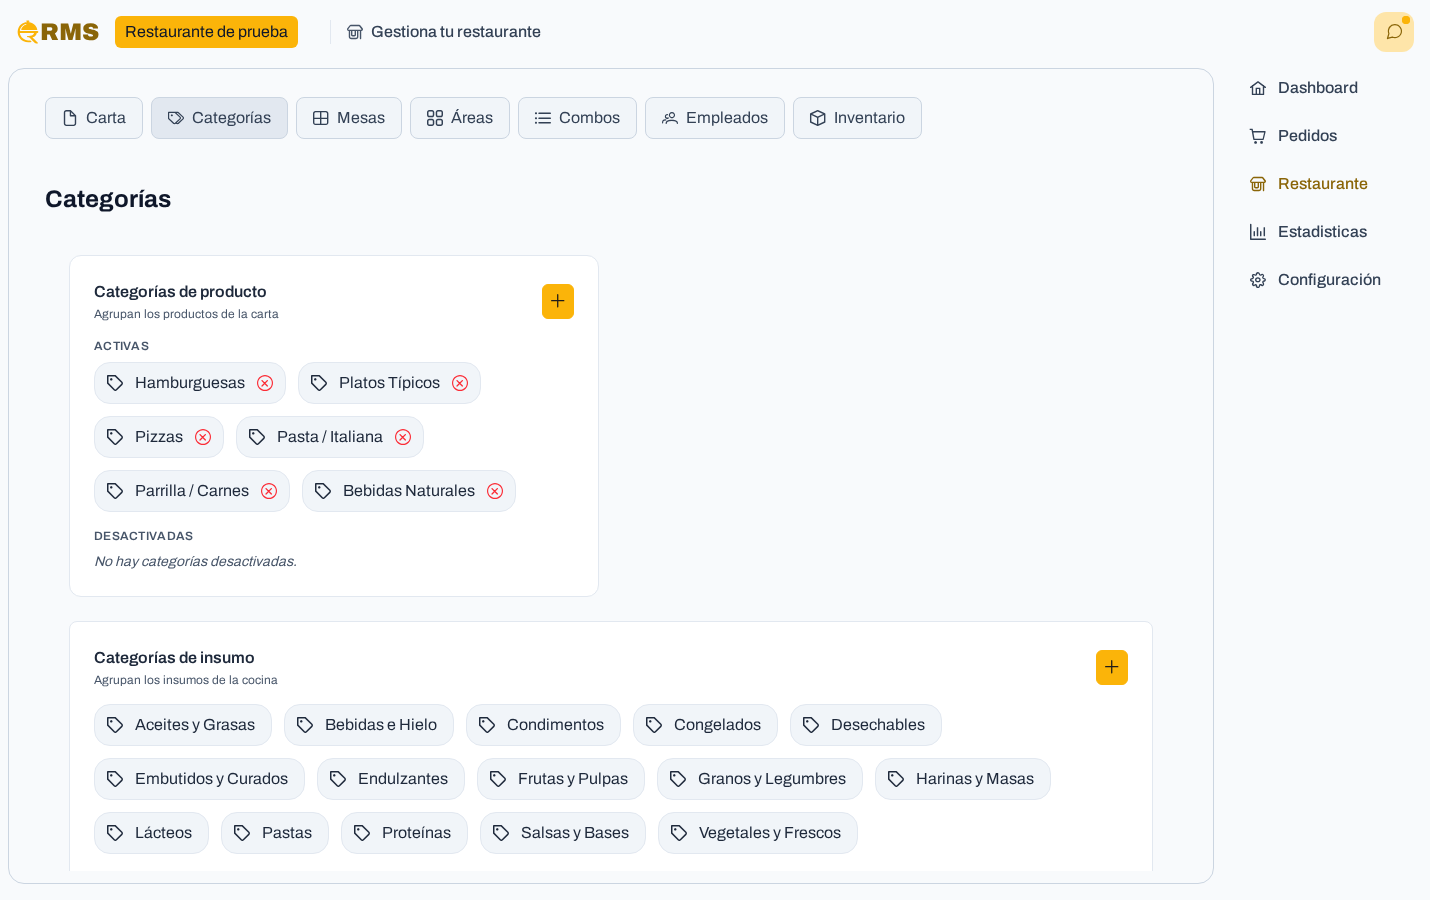 RMS Restaurante de prueba Gestiona tu restaurante
Carta Categorías Mesas Áreas Combos Empleados Inventario
Categorías
Categorías de producto
Agrupan los productos de la carta
ACTIVAS
Hamburguesas Platos Típicos
Pizzas Pasta / Italiana
Parrilla / Carnes Bebidas Naturales
DESACTIVADAS
No hay categorías desactivadas.
Categorías de insumo
Agrupan los insumos de la cocina
Aceites y Grasas Bebidas e Hielo Condimentos Congelados Desechables
Embutidos y Curados Endulzantes Frutas y Pulpas Granos y Legumbres Harinas y Masas
Lácteos Pastas Proteínas Salsas y Bases Vegetales y Frescos
Dashboard
Pedidos
Restaurante
Estadisticas
Configuración